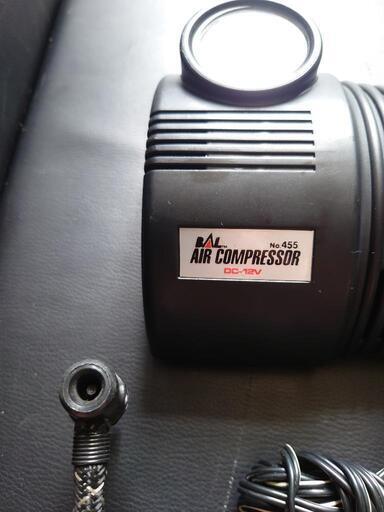 BAL No 455
AIR COMPRESSOR
DC-12V